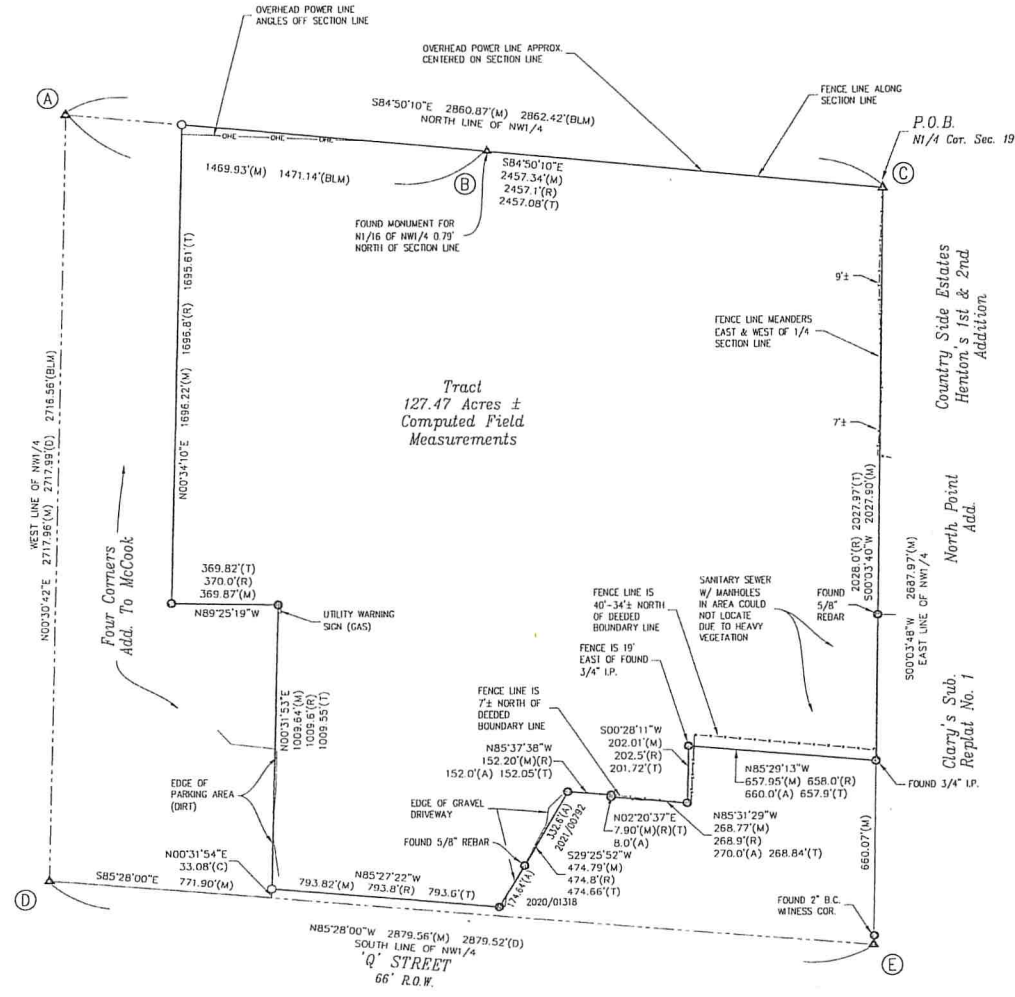 OVERHEAD POWER LINE
ANGLES OFF SECTION LINE
OVERHEAD POWER LINE APPROX.
CENTERED ON SECTION LINE
FENCE LINE ALONG
SECTION LINE
A
S84°50'10"E 2860.87'(M) 2862.42'(BLM)
NORTH LINE OF NW1/4
P.O.B.
N1/4 Cor. Sec. 19
OHE OHE OHE
1469.93'(M) 1471.14'(BLM)
B
S84°50'10"E
2457.34'(M)
2457.1'(R)
2457.08'(T)
C
FOUND MONUMENT FOR
N1/16 OF NW1/4 0.79'
NORTH OF SECTION LINE
WEST LINE OF NW1/4
N00°30'42"E 2717.96'(M) 2717.99'(D) 2716.56'(BLM)
N00°34'10"E 1696.22'(M) 1696.8'(R) 1695.61'(T)
9'±
FENCE LINE MEANDERS
EAST & WEST OF 1/4
SECTION LINE
7'±
Country Side Estates
Henton's 1st & 2nd
Addition
Tract
127.47 Acres ±
Computed Field
Measurements
Four Corners
Add. To McCook
2028.0'(R) 2027.97'(T)
S00°03'40"W 2027.90'(M)
North Point
Add.
S00°03'48"W 2687.97'(M)
EAST LINE OF NW1/4
369.82'(T)
370.0'(R)
369.87'(M)
N89°25'19"W
UTILITY WARNING
SIGN (GAS)
FENCE LINE IS
40'-34'± NORTH
OF DEEDED
BOUNDARY LINE
SANITARY SEWER
W/ MANHOLES
IN AREA COULD
NOT LOCATE
DUE TO HEAVY
VEGETATION
FOUND
5/8" REBAR
FENCE IS 19'
EAST OF FOUND
3/4" I.P.
FENCE LINE IS
7'± NORTH OF
DEEDED
BOUNDARY LINE
Clary's Sub.
Replat No. 1
N00°31'53"E
1009.64'(M)
1009.6'(R)
1009.55'(T)
S00°28'11"W
202.01'(M)
202.5'(R)
201.72'(T)
N85°37'38"W
152.20'(M)(R)
152.0'(A) 152.05'(T)
N85°29'13"W
657.95'(M) 658.0'(R)
660.0'(A) 657.9'(T)
FOUND 3/4" I.P.
EDGE OF
PARKING AREA
(DIRT)
EDGE OF GRAVEL
DRIVEWAY
332.6'(A)
2021/00792
N02°20'37"E
7.90'(M)(R)(T)
8.0'(A)
N85°31'29"W
268.77'(M)
268.9'(R)
270.0'(A) 268.84'(T)
FOUND 5/8" REBAR
S29°25'52"W
474.79'(M)
474.8'(R)
474.66'(T)
660.07'(M)
N00°31'54"E
33.08'(C)
174.64'(A)
2020/01318
D
S85°28'00"E 771.90'(M)
N85°27'22"W
793.82'(M) 793.8'(R) 793.6'(T)
FOUND 2" B.C.
WITNESS COR.
N85°28'00"W 2879.56'(M) 2879.52'(D)
SOUTH LINE OF NW1/4
'Q' STREET
66' R.O.W.
E